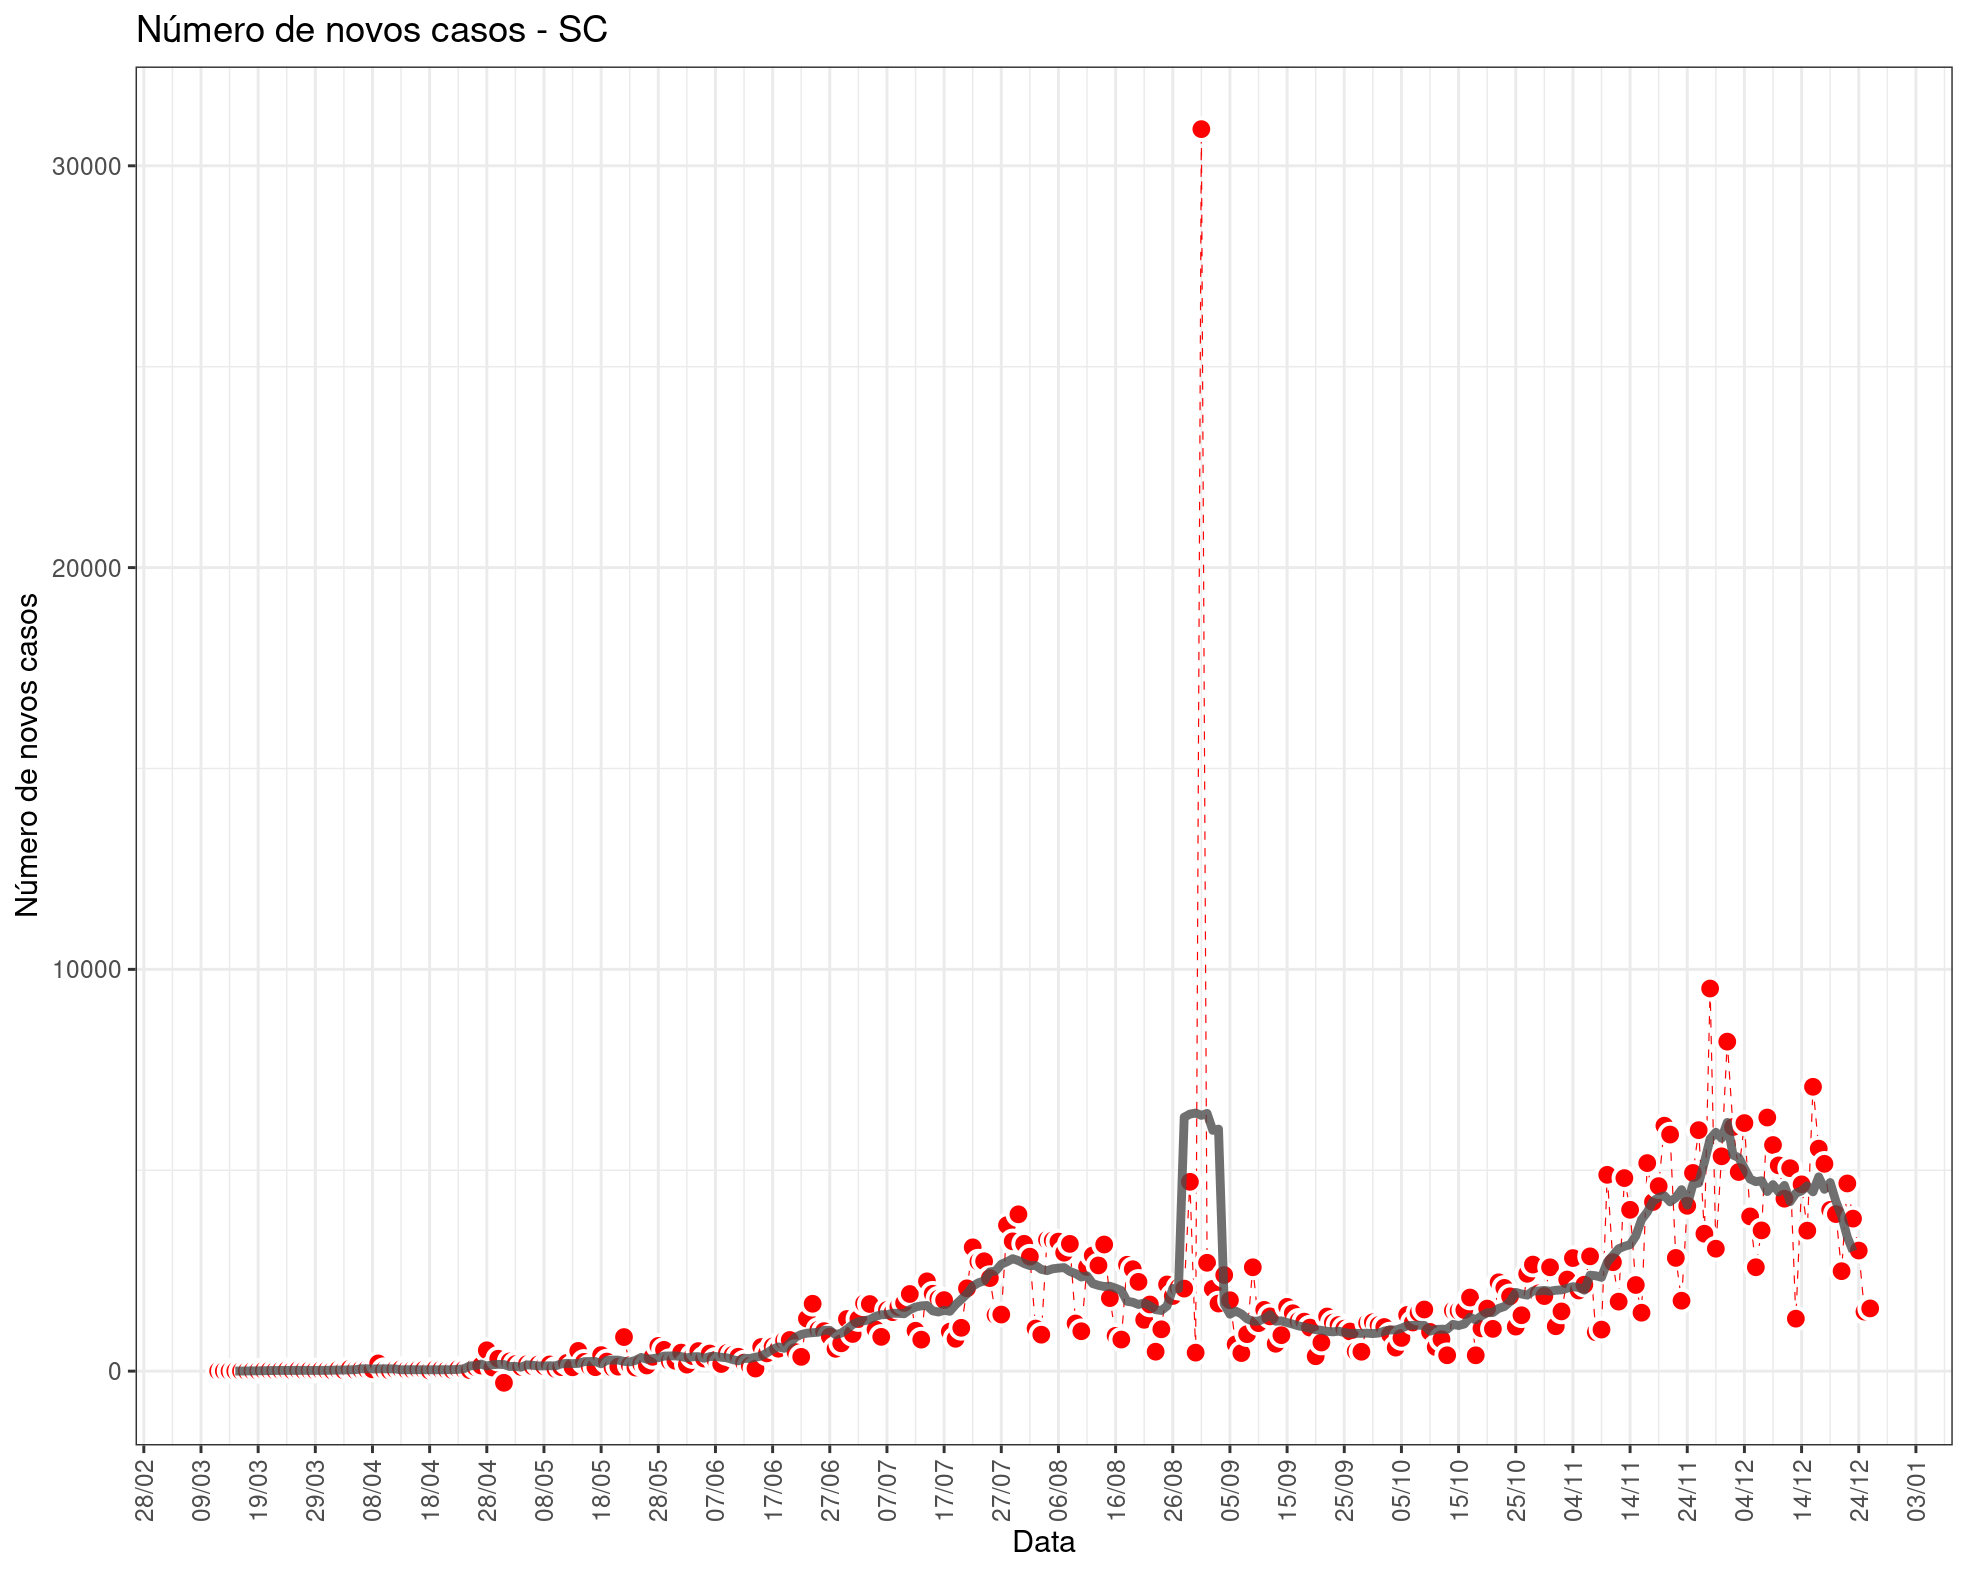 Número de novos casos - SC
Número de novos casos
30000
20000
10000
0
28/02 09/03 19/03 29/03 08/04 18/04 28/04 08/05 18/05 28/05 07/06 17/06 27/06 07/07 17/07 27/07 06/08 16/08 26/08 05/09 15/09 25/09 05/10 15/10 25/10 04/11 14/11 24/11 04/12 14/12 24/12 03/01
Data